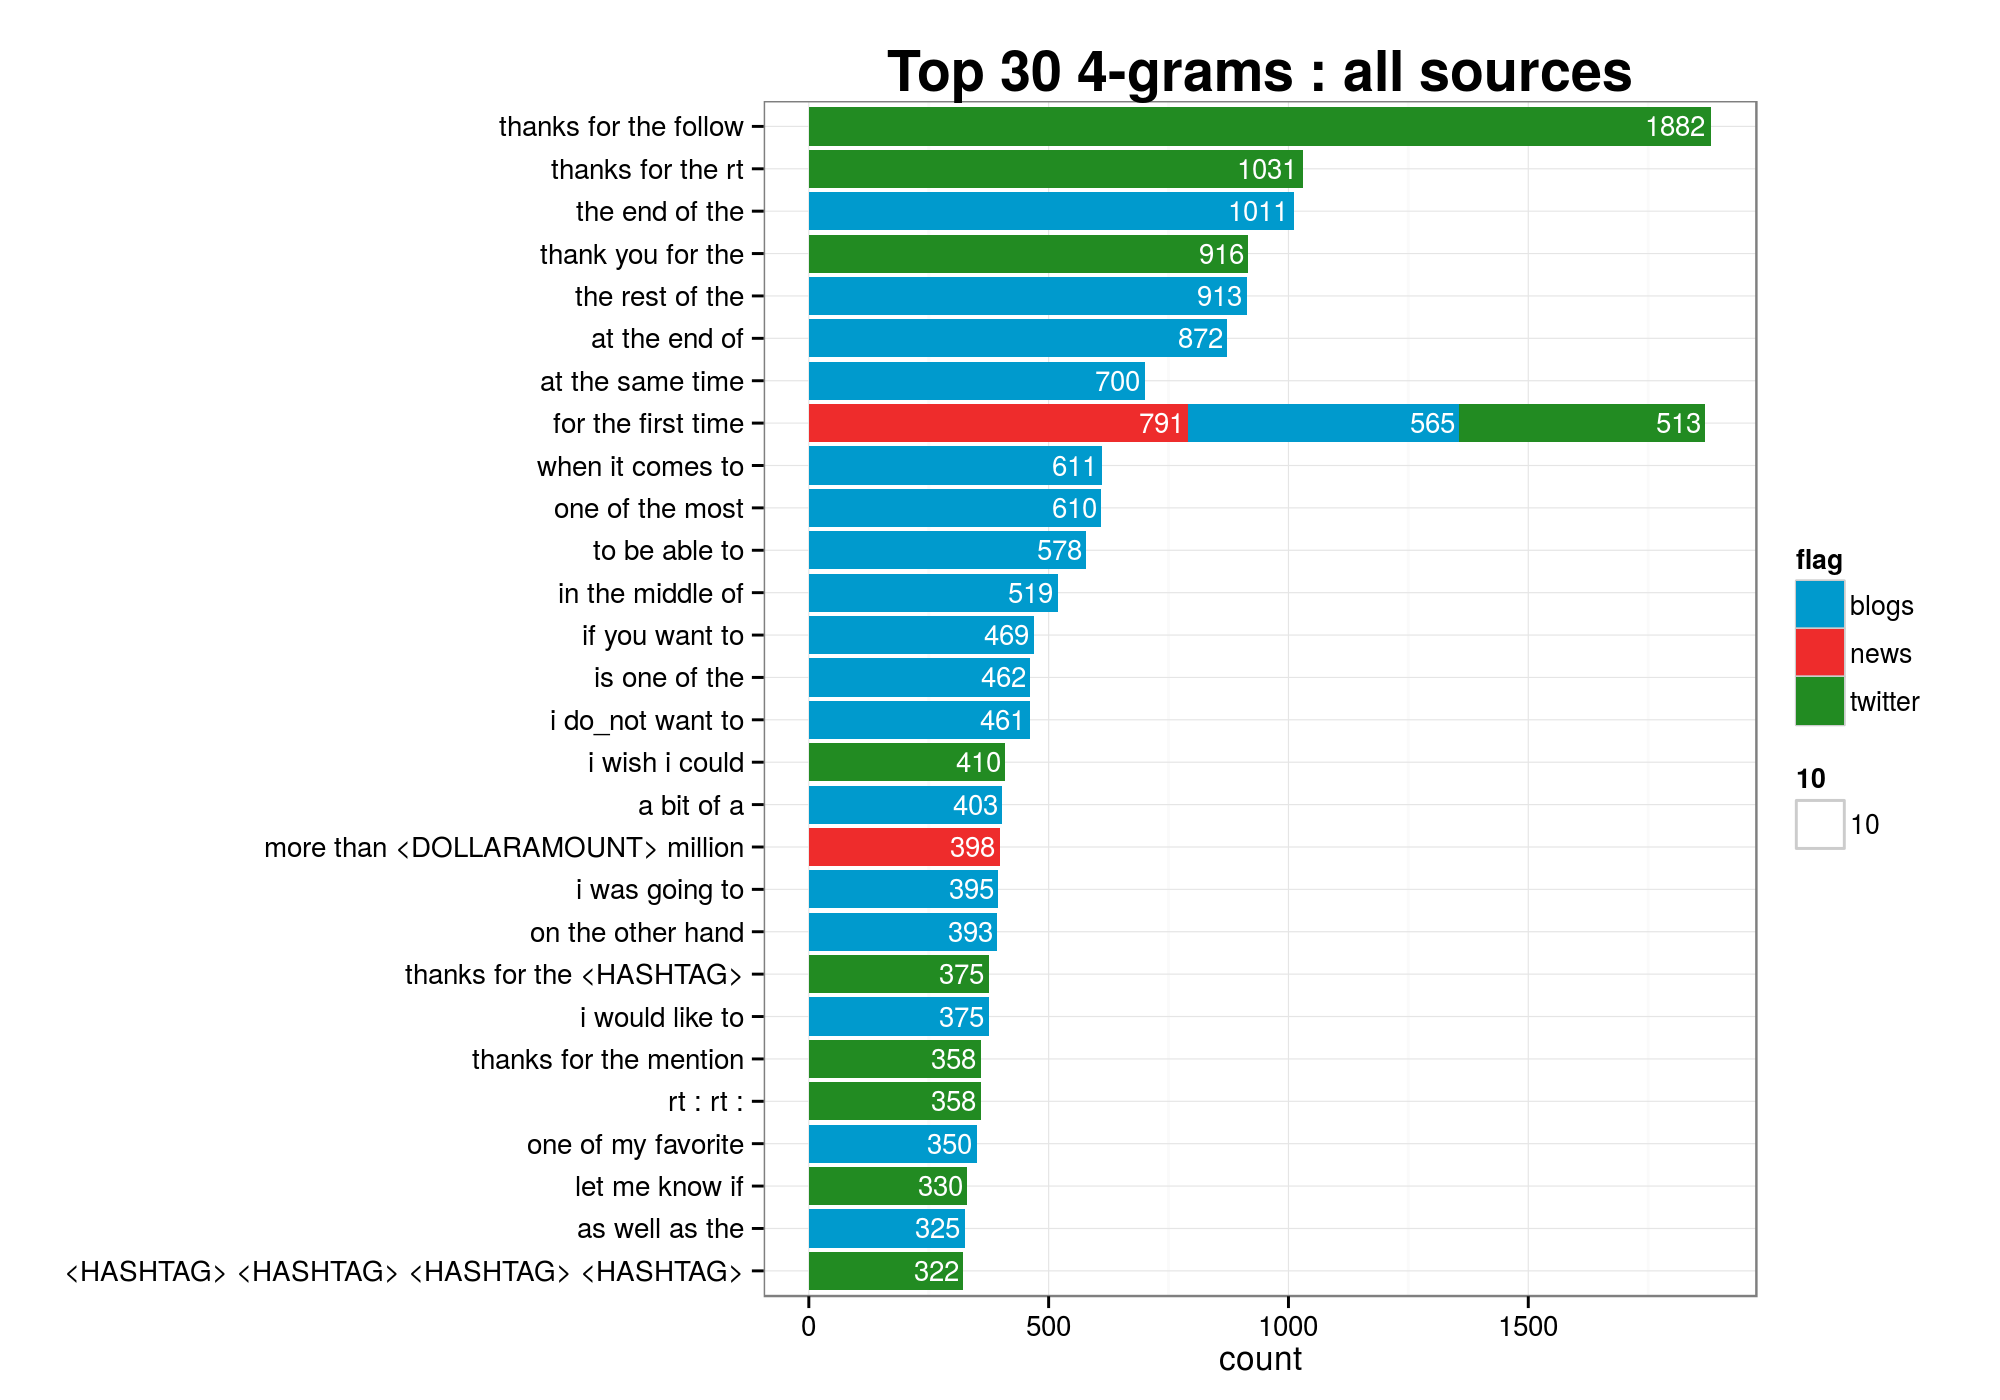 Top 30 4-grams : all sources
thanks for the follow 1882
thanks for the rt 1031
the end of the 1011
thank you for the 916
the rest of the 913
at the end of 872
at the same time 700
for the first time 791 565 513
when it comes to 611
one of the most 610
to be able to 578
in the middle of 519
if you want to 469
is one of the 462
i do_not want to 461
i wish i could 410
a bit of a 403
more than <DOLLARAMOUNT> million 398
i was going to 395
on the other hand 393
thanks for the <HASHTAG> 375
i would like to 375
thanks for the mention 358
rt : rt : 358
one of my favorite 350
let me know if 330
as well as the 325
<HASHTAG> <HASHTAG> <HASHTAG> <HASHTAG> 322
0 500 1000 1500
count
flag
blogs
news
twitter
10
10